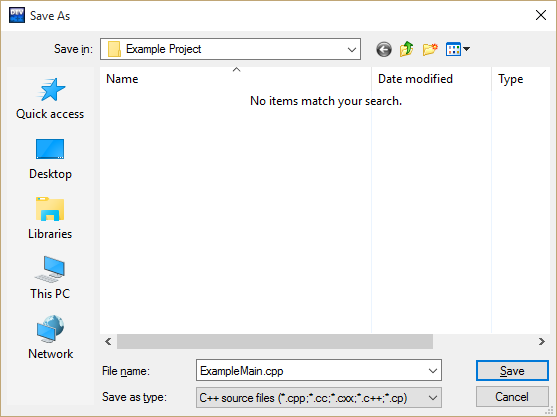 Save As
Save in: Example Project
Name Date modified Type
No items match your search.
Quick access
Desktop
Libraries
This PC
Network
File name: ExampleMain.cpp Save
Save as type: C++ source files (*.cpp;*.cc;*.cxx;*.c++;*.cp) Cancel